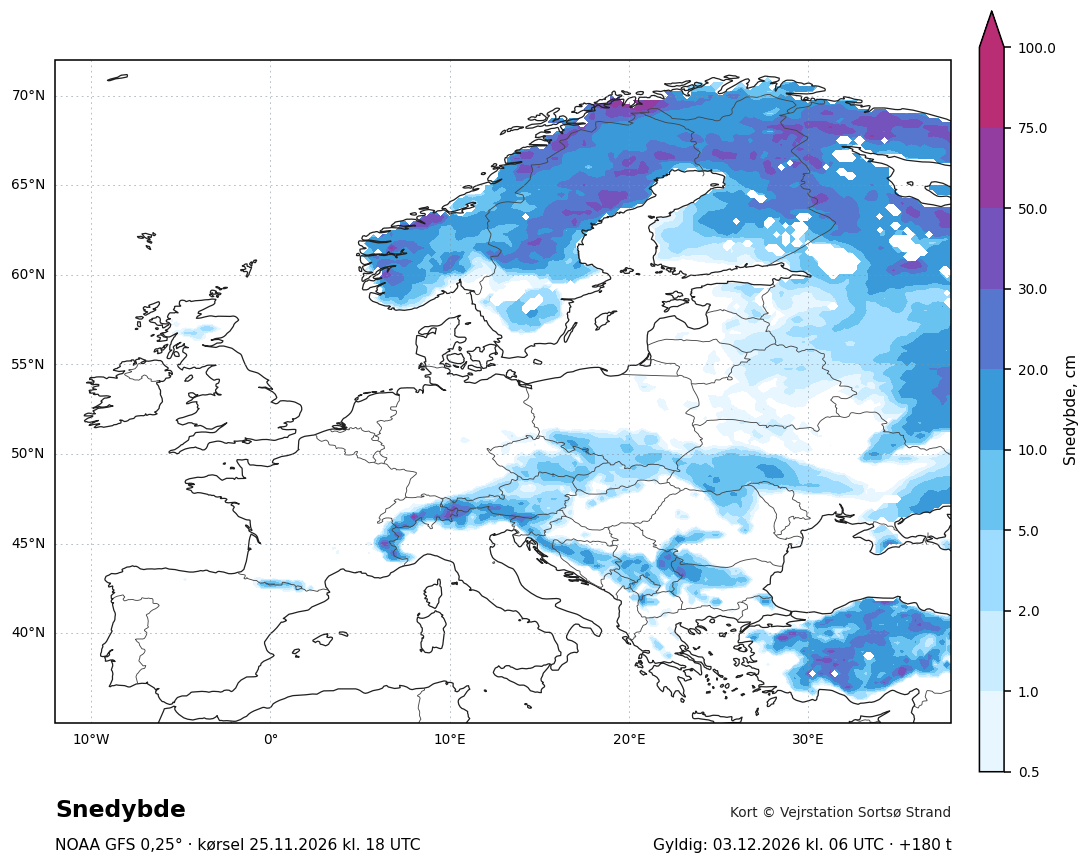 100.0
75.0
50.0
30.0
20.0
10.0
5.0
2.0
1.0
0.5
Snedybde, cm
70°N
65°N
60°N
55°N
50°N
45°N
40°N
10°W
0°
10°E
20°E
30°E
Snedybde
Kort © Vejrstation Sortsø Strand
NOAA GFS 0,25° · kørsel 25.11.2026 kl. 18 UTC
Gyldig: 03.12.2026 kl. 06 UTC · +180 t